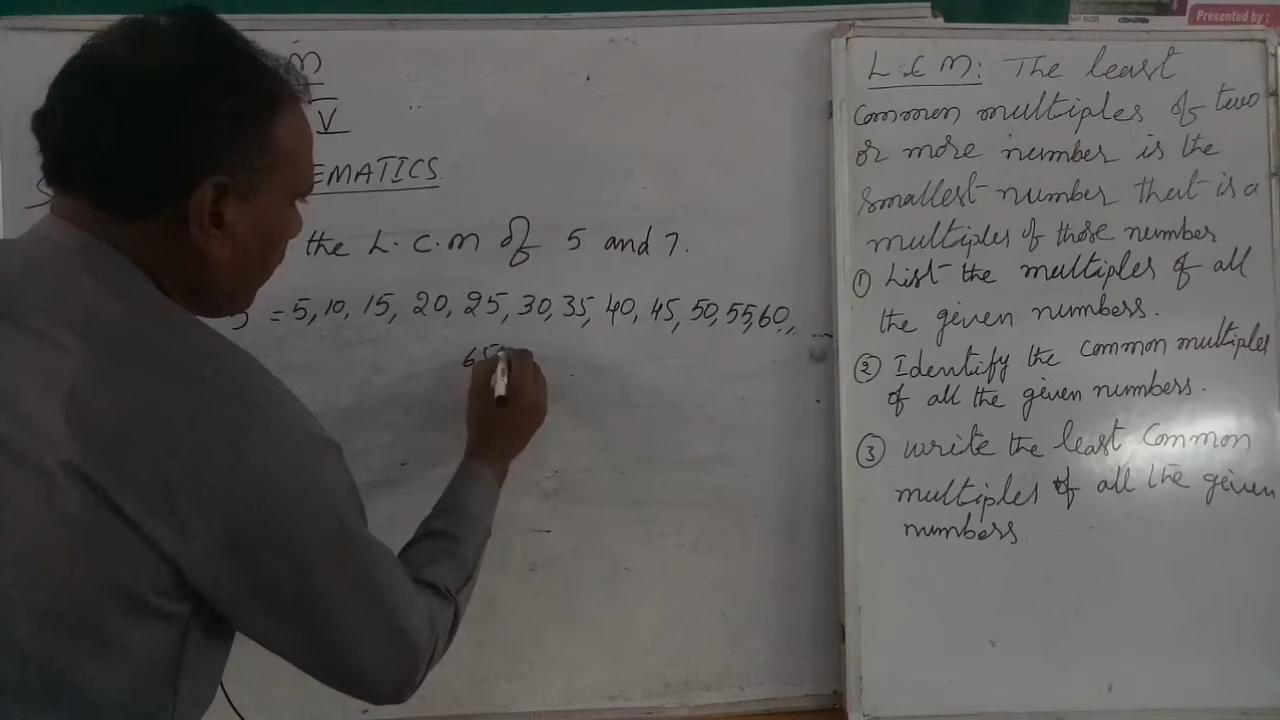 V
EMATICS
the L.C.M of 5 and 7.
5 = 5, 10, 15, 20, 25, 30, 35, 40, 45, 50, 55, 60, ....
65
Presented by :
L.C.M: The least
Common multiples of two
or more number is the
smallest number that is a
multiples of those number
① List the multiples of all
the given numbers.
② Identify the common multiples
of all the given numbers.
③ write the least Common
multiples of all the given
numbers.